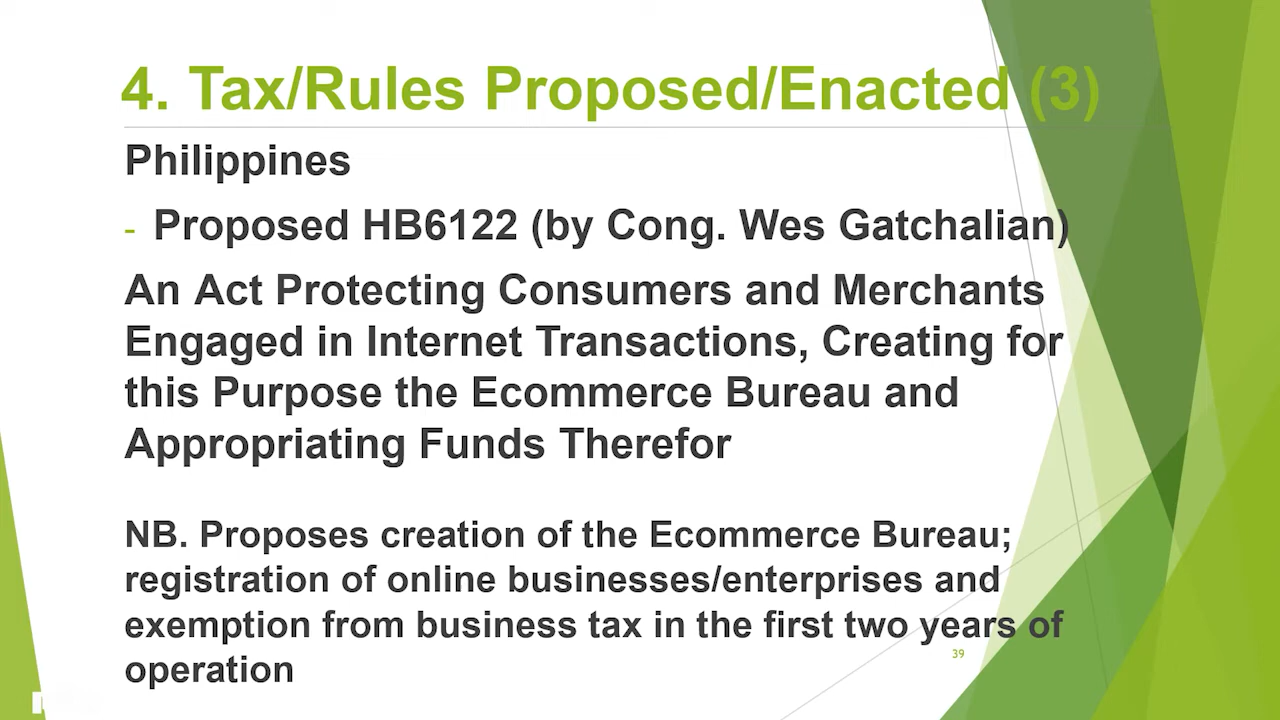 4. Tax/Rules Proposed/Enacted (3)
Philippines
- Proposed HB6122 (by Cong. Wes Gatchalian)
An Act Protecting Consumers and Merchants
Engaged in Internet Transactions, Creating for
this Purpose the Ecommerce Bureau and
Appropriating Funds Therefor
NB. Proposes creation of the Ecommerce Bureau;
registration of online businesses/enterprises and
exemption from business tax in the first two years of
operation
39